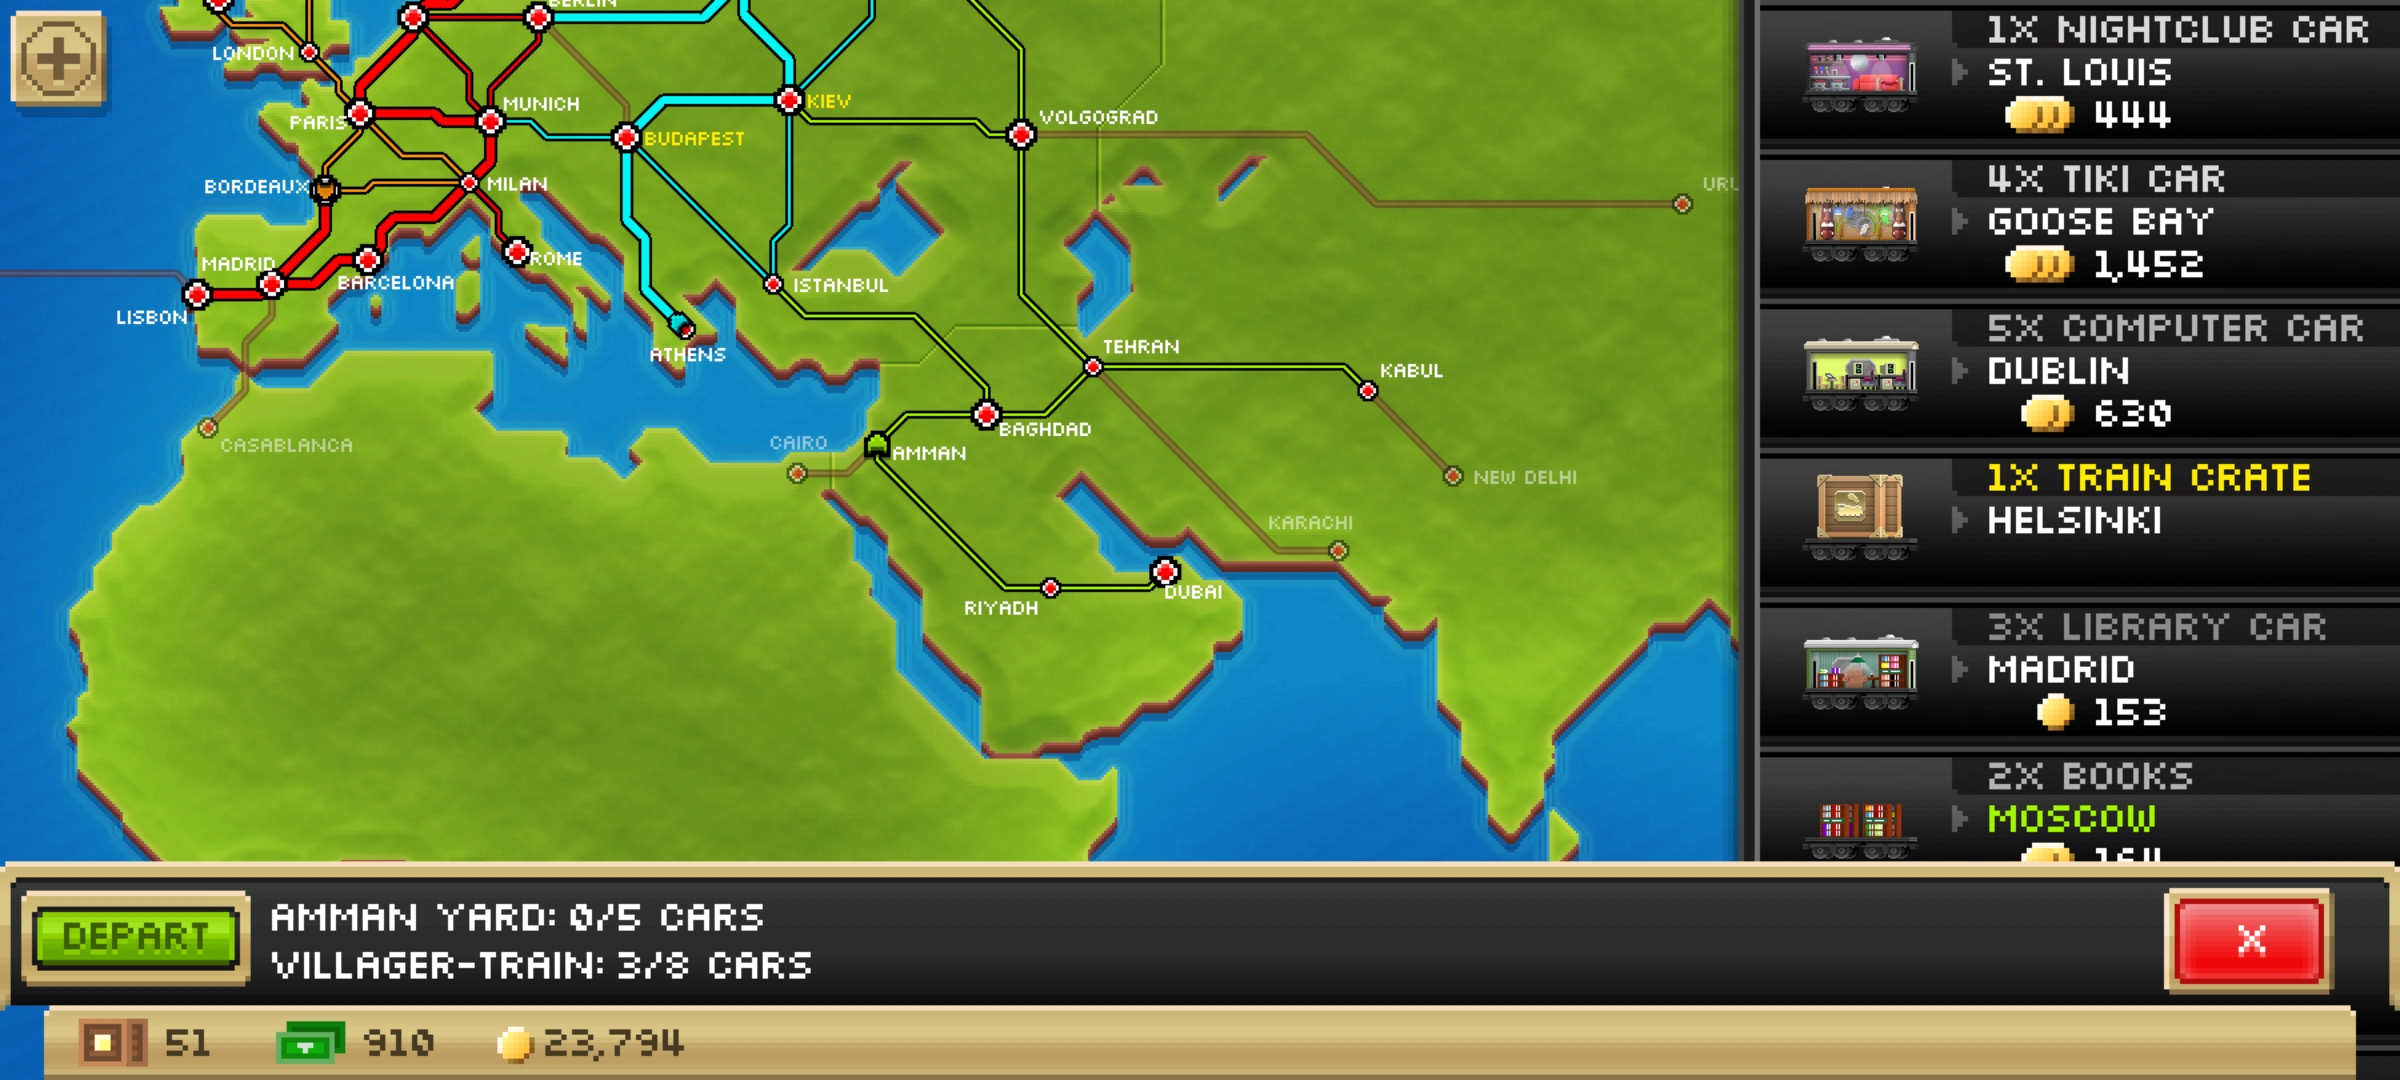 BERLIN
LONDON
MUNICH
KIEV
PARIS
BUDAPEST
VOLGOGRAD
BORDEAUX
MILAN
MADRID
ROME
BARCELONA
ISTANBUL
LISBON
ATHENS
TEHRAN
KABUL
CASABLANCA
CAIRO
BAGHDAD
AMMAN
NEW DELHI
KARACHI
RIYADH
DUBAI
1X NIGHTCLUB CAR
ST. LOUIS
444
4X TIKI CAR
GOOSE BAY
1,452
5X COMPUTER CAR
DUBLIN
630
1X TRAIN CRATE
HELSINKI
3X LIBRARY CAR
MADRID
153
2X BOOKS
MOSCOW
DEPART
AMMAN YARD: 0/5 CARS
VILLAGER-TRAIN: 3/8 CARS
X
51
910
23,794